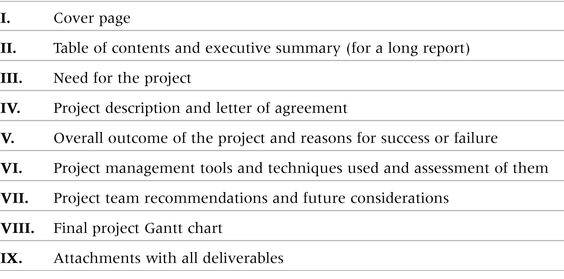 I. Cover page
II. Table of contents and executive summary (for a long report)
III. Need for the project
IV. Project description and letter of agreement
V. Overall outcome of the project and reasons for success or failure
VI. Project management tools and techniques used and assessment of them
VII. Project team recommendations and future considerations
VIII. Final project Gantt chart
IX. Attachments with all deliverables